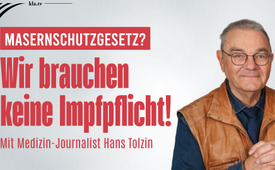 kla.tv
MASERNSCHUTZGESETZ?
Wir brauchen
keine Impfpflicht!
Mit Medizin-Journalist Hans Tolzin